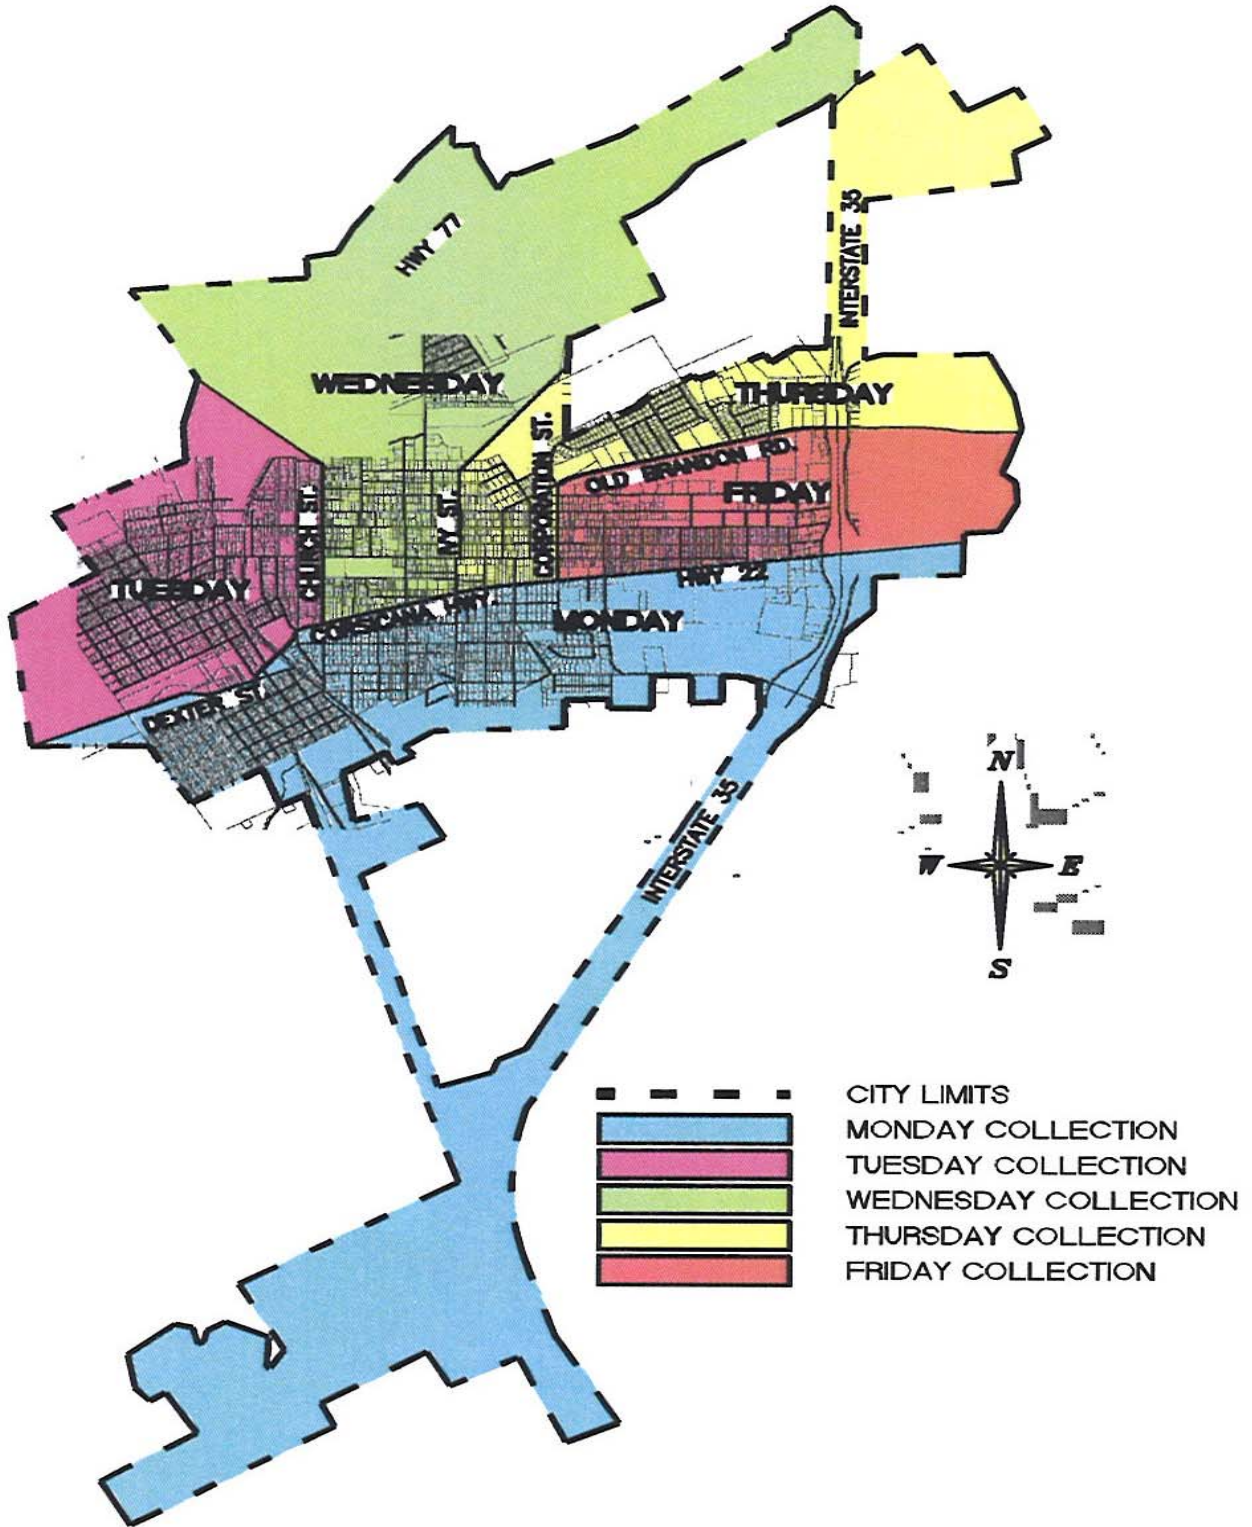 HWY 77
INTERSTATE 35
WEDNESDAY
THURSDAY
CORPORATION ST.
OLD BRANDON RD.
FRIDAY
CHURCH ST.
IVY ST.
TUESDAY
HWY 22
CORSICANA HWY.
MONDAY
DEXTER ST.
INTERSTATE 35
N
W E
S
CITY LIMITS
MONDAY COLLECTION
TUESDAY COLLECTION
WEDNESDAY COLLECTION
THURSDAY COLLECTION
FRIDAY COLLECTION